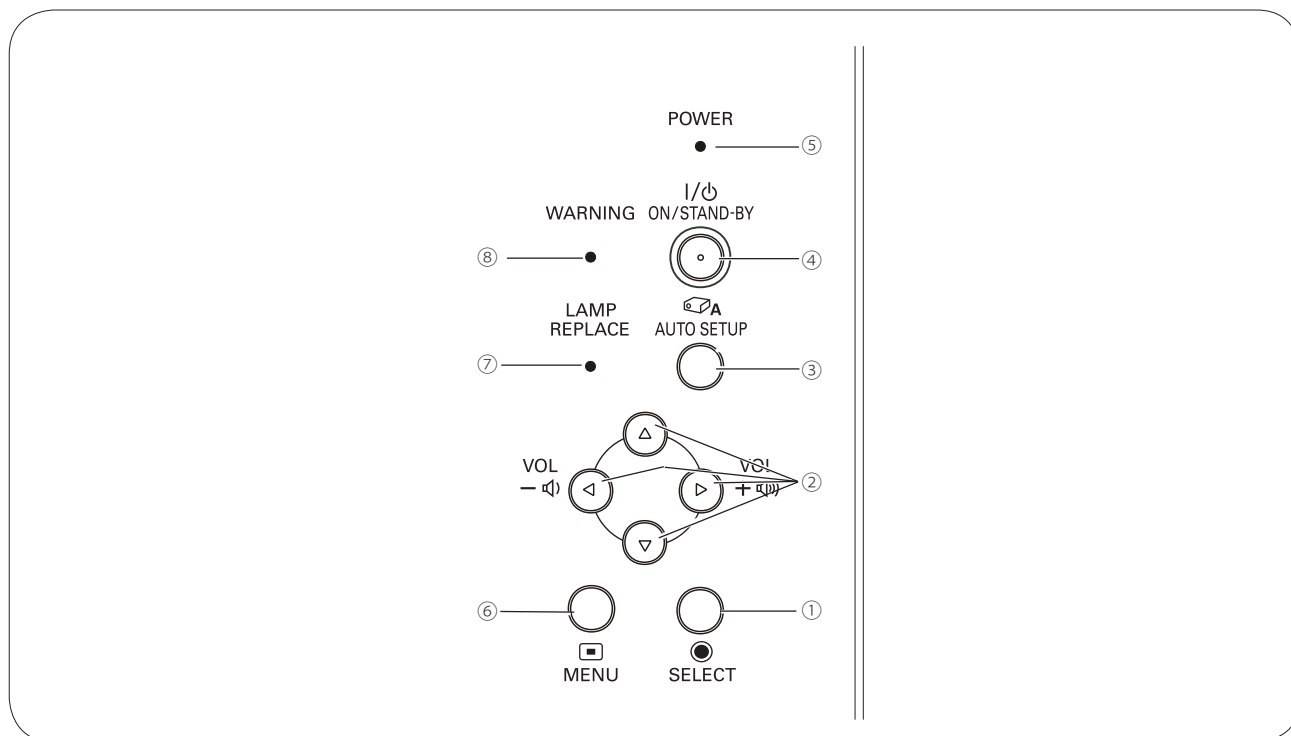 POWER
⑤
I/⏻
WARNING ON/STAND-BY
⑧
④
LAMP
REPLACE
A
AUTO SETUP
⑦
③
VOL
−
VOL
+
②
⑥
①
MENU
SELECT